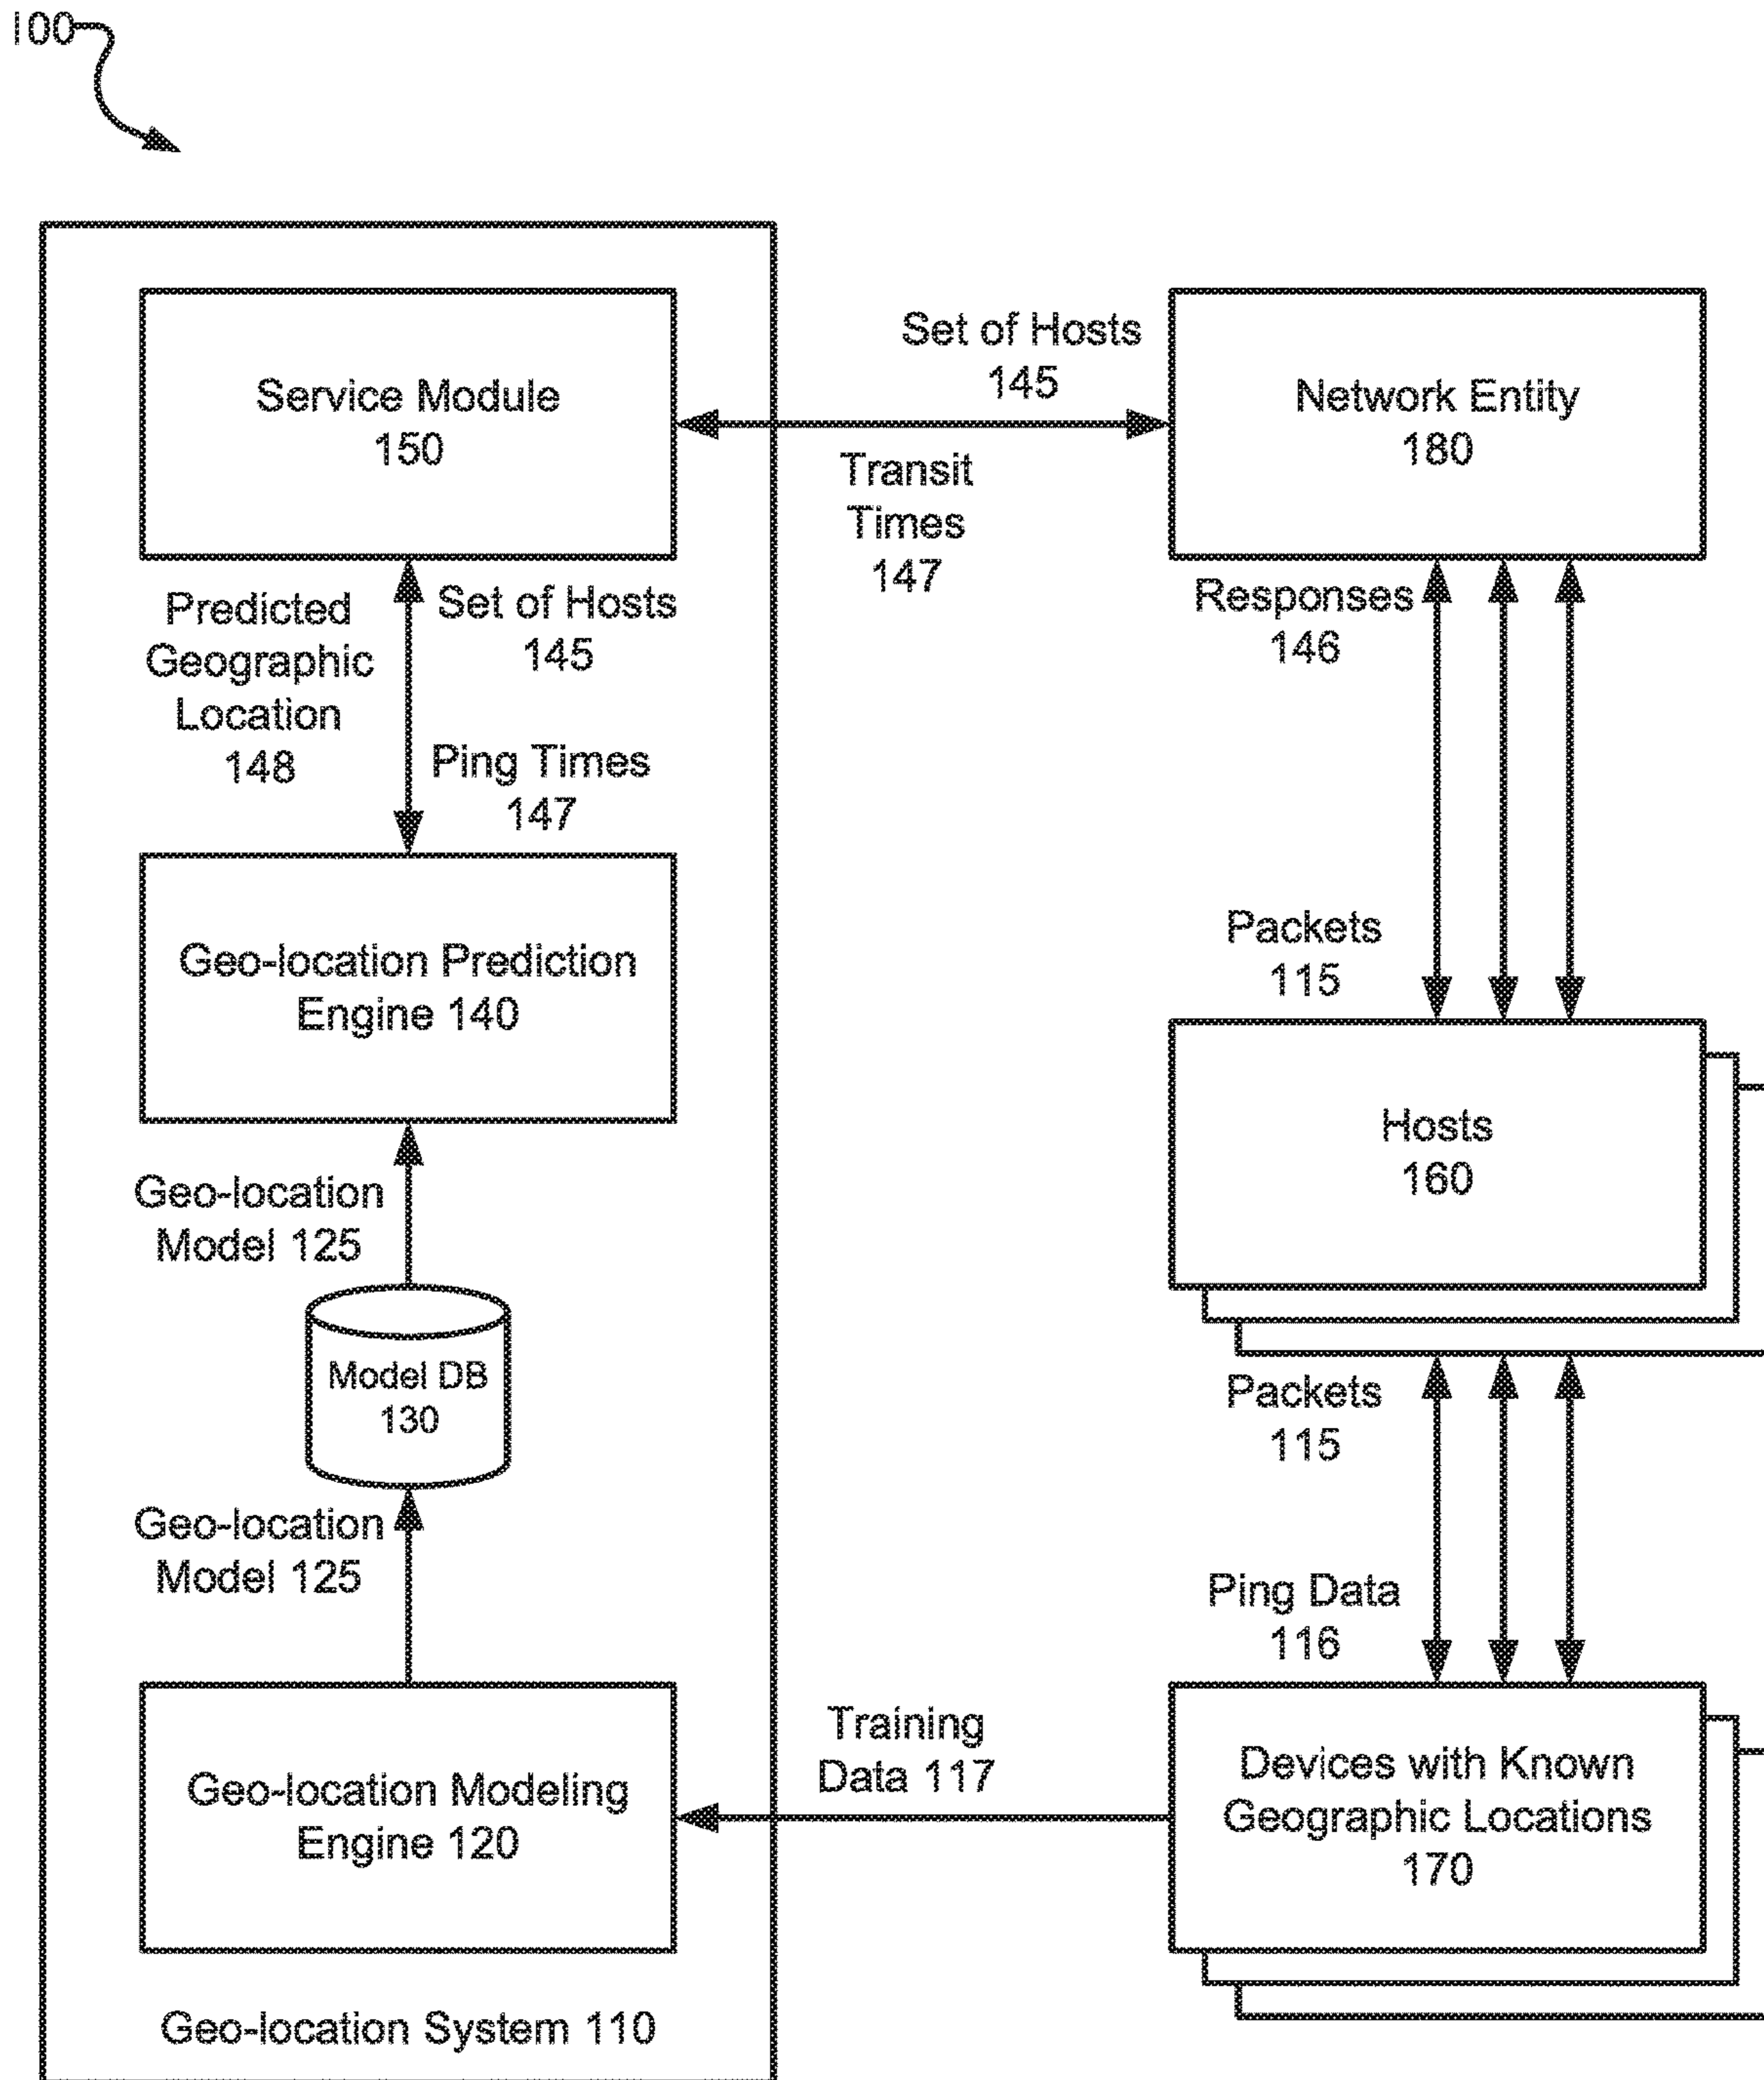 100
Service Module
150
Set of Hosts
145
Transit
Times
147
Network Entity
180
Predicted
Geographic
Location
148
Set of Hosts
145
Ping Times
147
Responses
146
Packets
115
Geo-location Prediction
Engine 140
Hosts
160
Geo-location
Model 125
Model DB
130
Packets
115
Geo-location
Model 125
Ping Data
116
Geo-location Modeling
Engine 120
Training
Data 117
Devices with Known
Geographic Locations
170
Geo-location System 110